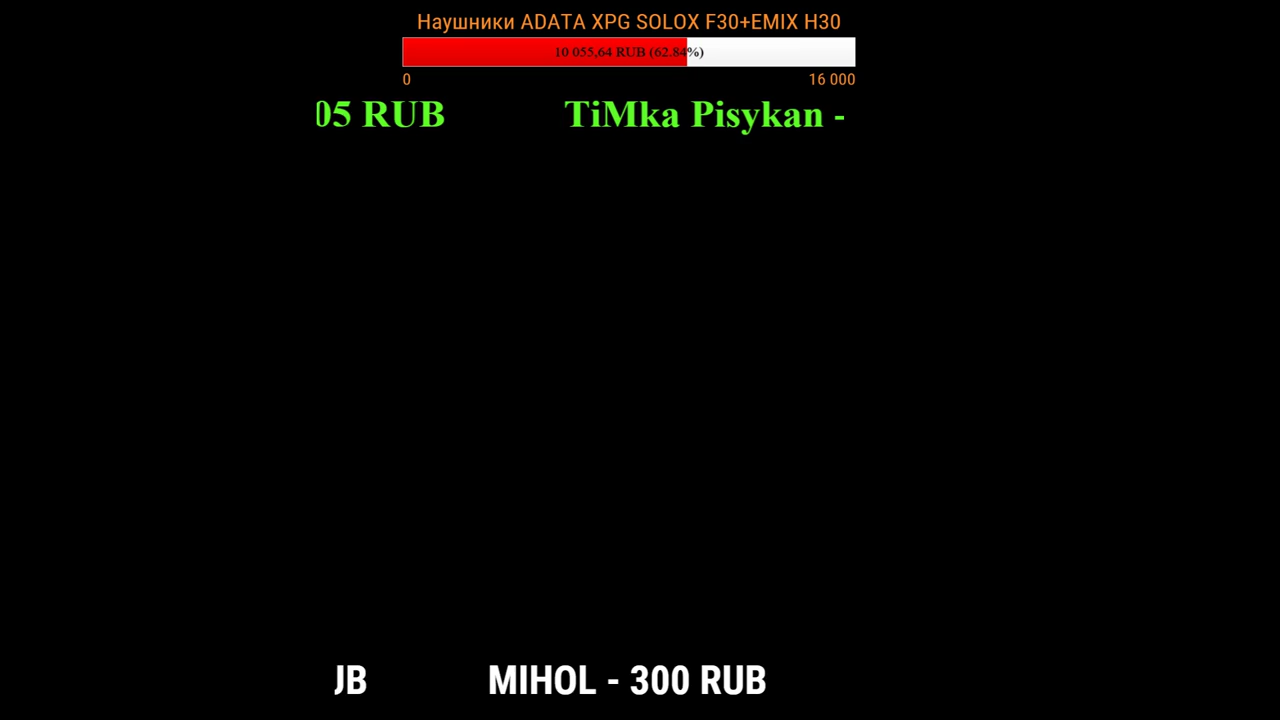 Наушники ADATA XPG SOLOX F30+EMIX H30
10 055,64 RUB (62.84%)
0 16 000
05 RUB TiMka Pisykan -
MIHOL - 300 RUB